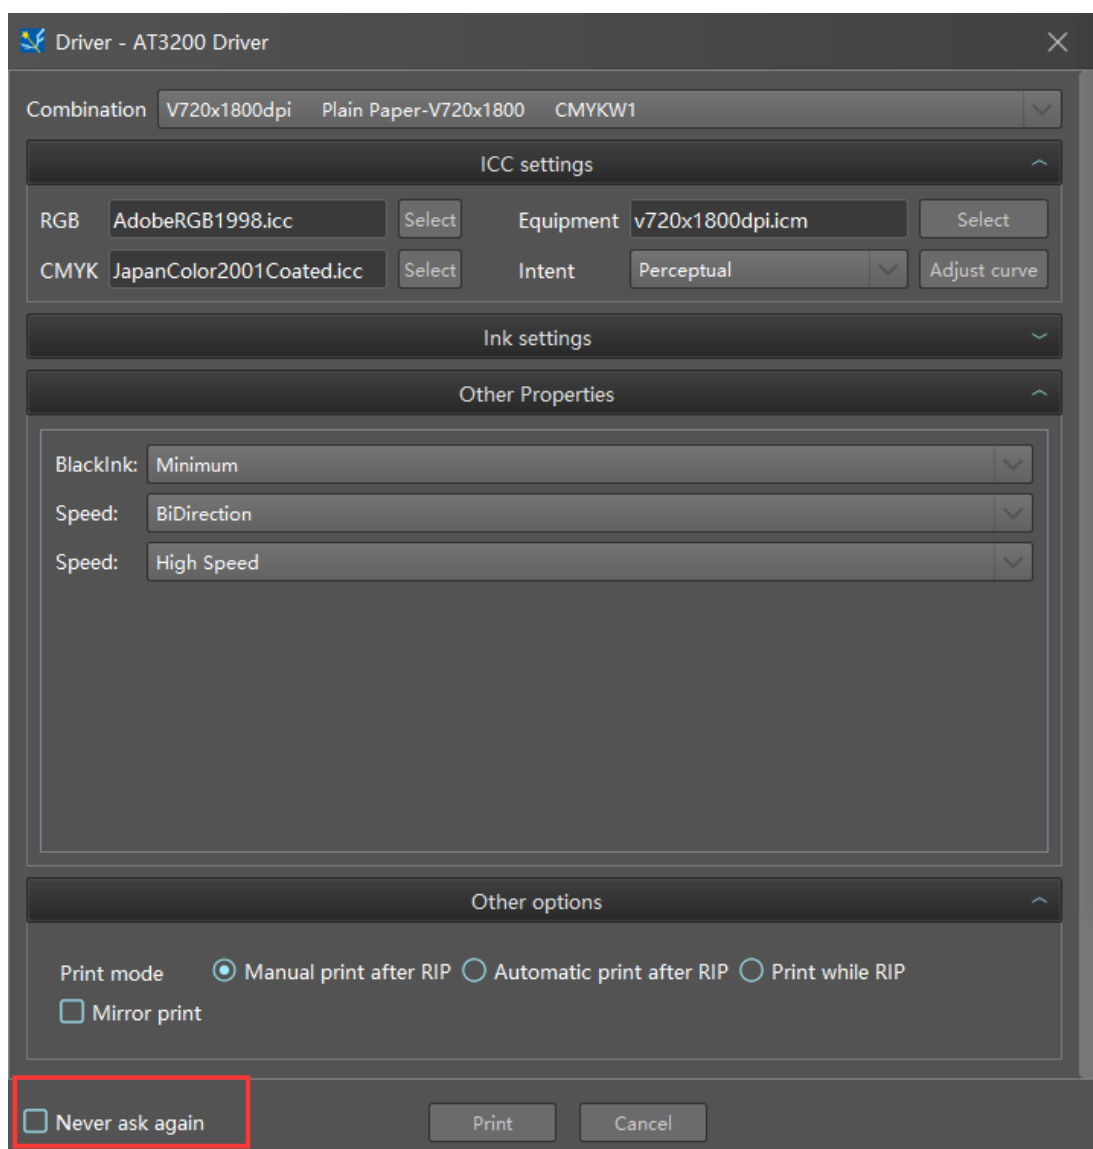 Driver - AT3200 Driver
Combination V720x1800dpi Plain Paper-V720x1800 CMYKW1
ICC settings
RGB AdobeRGB1998.icc Select Equipment v720x1800dpi.icm Select
CMYK JapanColor2001Coated.icc Select Intent Perceptual Adjust curve
Ink settings
Other Properties
BlackInk: Minimum
Speed: BiDirection
Speed: High Speed
Other options
Print mode Manual print after RIP Automatic print after RIP Print while RIP
Mirror print
Never ask again Print Cancel